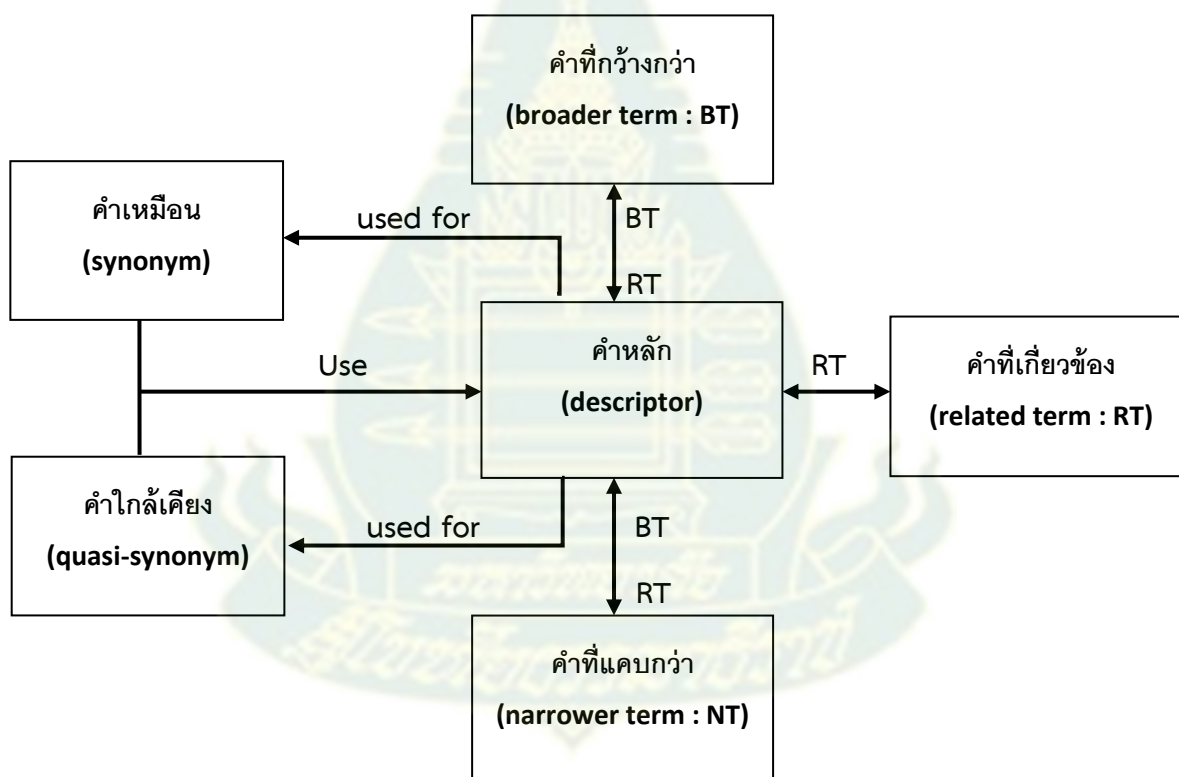 คำที่กว้างกว่า
(broader term : BT)
คำเหมือน
(synonym)
used for
BT
RT
คำหลัก
(descriptor)
Use
RT
คำที่เกี่ยวข้อง
(related term : RT)
คำใกล้เคียง
(quasi-synonym)
used for
BT
RT
คำที่แคบกว่า
(narrower term : NT)